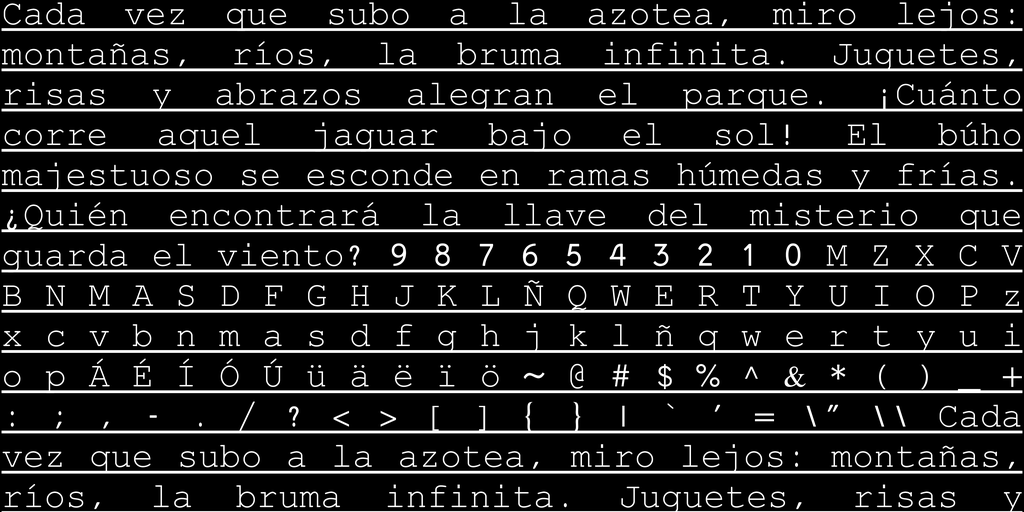 Cada vez que subo a la azotea, miro lejos:
montañas, ríos, la bruma infinita. Juguetes,
risas y abrazos alegran el parque. ¡Cuánto
corre aquel jaguar bajo el sol! El búho
majestuoso se esconde en ramas húmedas y frías.
¿Quién encontrará la llave del misterio que
guarda el viento? 9 8 7 6 5 4 3 2 1 0 M Z X C V
B N M A S D F G H J K L Ñ Q W E R T Y U I O P z
x c v b n m a s d f g h j k l ñ q w e r t y u i
o p Á É Í Ó Ú ü ä ë ï ö ~ @ # $ % ^ & * ( ) _ +
: ; , - . / ? < > [ ] { } | ` ' = \" \\ Cada
vez que subo a la azotea, miro lejos: montañas,
ríos, la bruma infinita. Juguetes, risas y